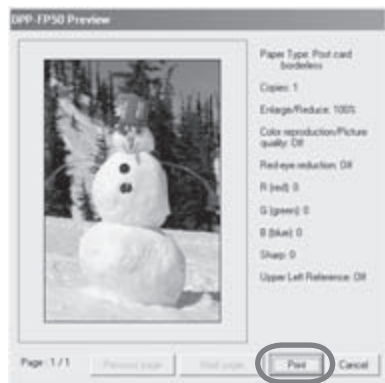 DPP-FP50 Preview
Paper Type: Post card
borderless
Copies: 1
Enlarge/Reduce: 100%
Color reproduction/Picture
quality: Off
Red-eye reduction: Off
R (red): 0
G (green): 0
B (blue): 0
Sharp: 0
Upper Left Reference: Off
Page: 1 / 1
Previous page
Next page
Print
Cancel